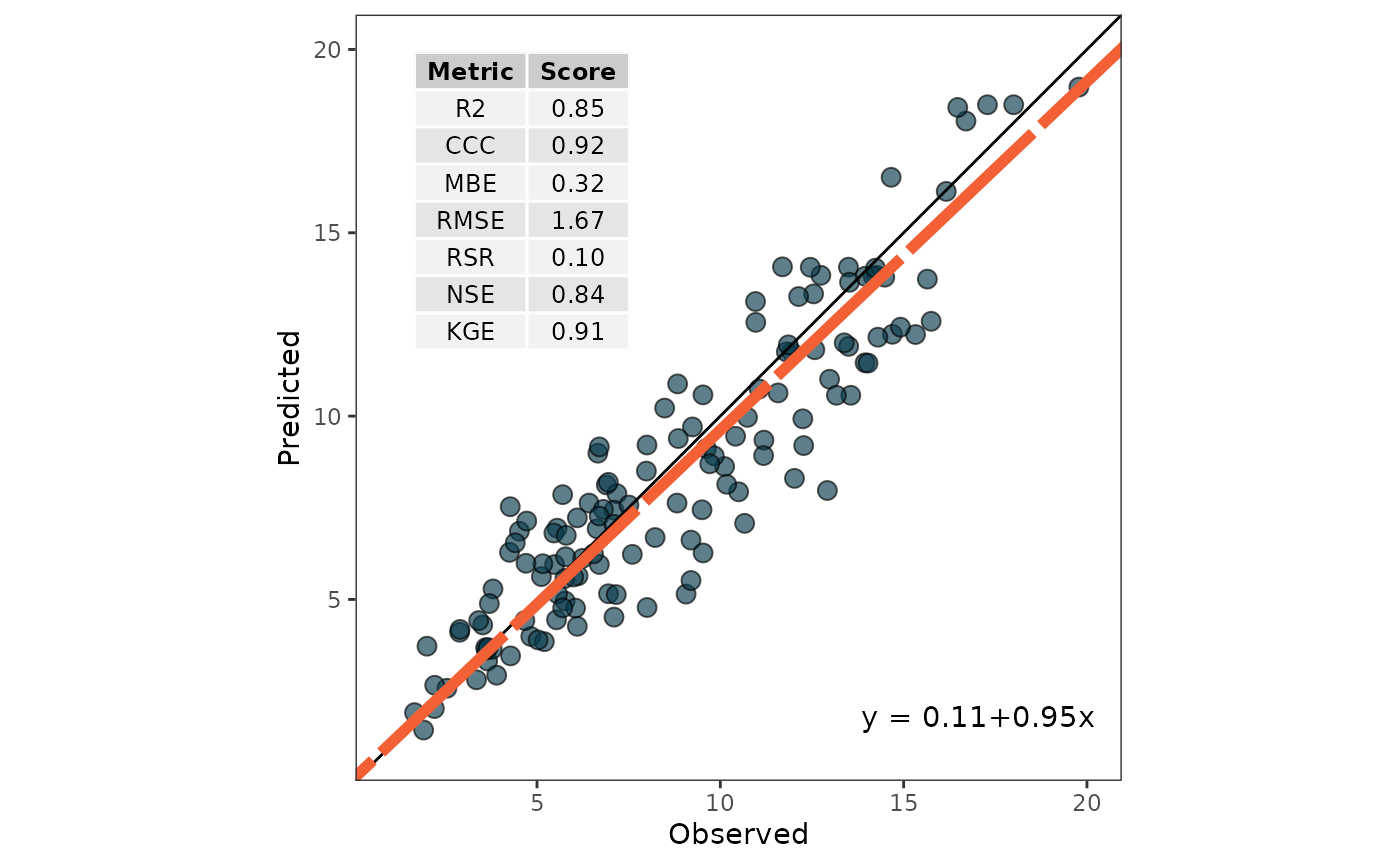 20
15
10
5
Predicted
Metric Score
R2 0.85
CCC 0.92
MBE 0.32
RMSE 1.67
RSR 0.10
NSE 0.84
KGE 0.91
y = 0.11+0.95x
5 10 15 20
Observed